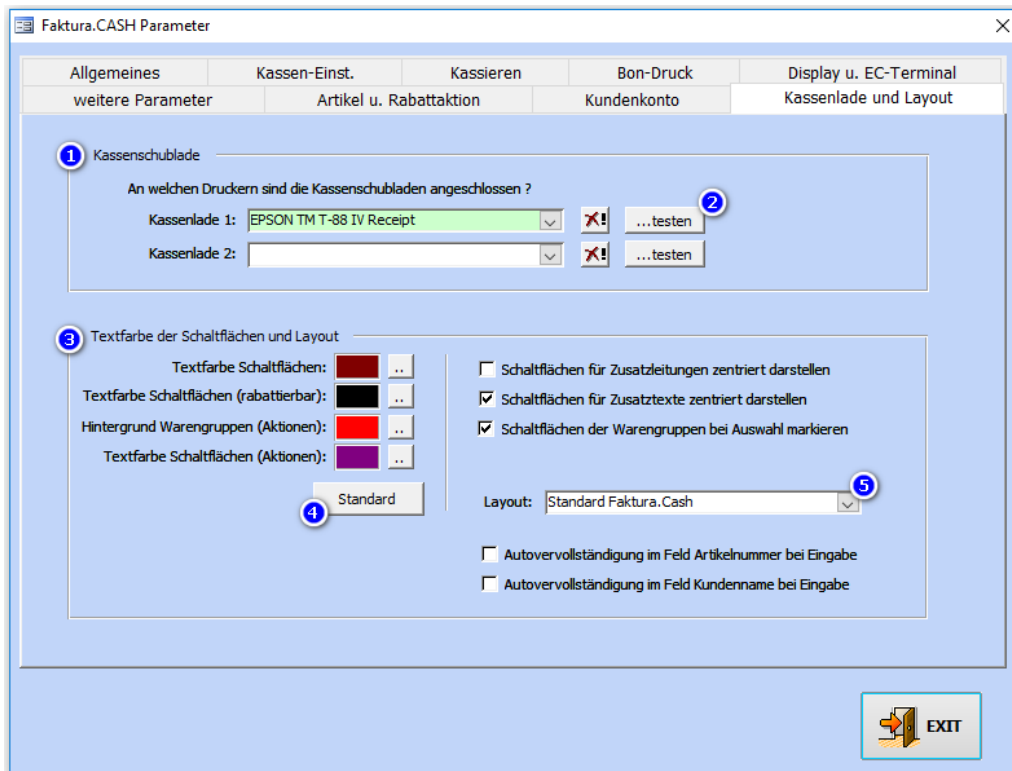 Faktura.CASH Parameter
Allgemeines Kassen-Einst. Kassieren Bon-Druck Display u. EC-Terminal
weitere Parameter Artikel u. Rabattaktion Kundenkonto Kassenlade und Layout
1 Kassenschublade
An welchen Druckern sind die Kassenschubladen angeschlossen ?
2
Kassenlade 1: EPSON TM T-88 IV Receipt ...testen
Kassenlade 2: ...testen
3 Textfarbe der Schaltflächen und Layout
Textfarbe Schaltflächen: ..
Textfarbe Schaltflächen (rabattierbar): ..
Hintergrund Warengruppen (Aktionen): ..
Textfarbe Schaltflächen (Aktionen): ..
4 Standard
Schaltflächen für Zusatzleitungen zentriert darstellen
Schaltflächen für Zusatztexte zentriert darstellen
Schaltflächen der Warengruppen bei Auswahl markieren
5
Layout: Standard Faktura.Cash
Autovervollständigung im Feld Artikelnummer bei Eingabe
Autovervollständigung im Feld Kundenname bei Eingabe
EXIT